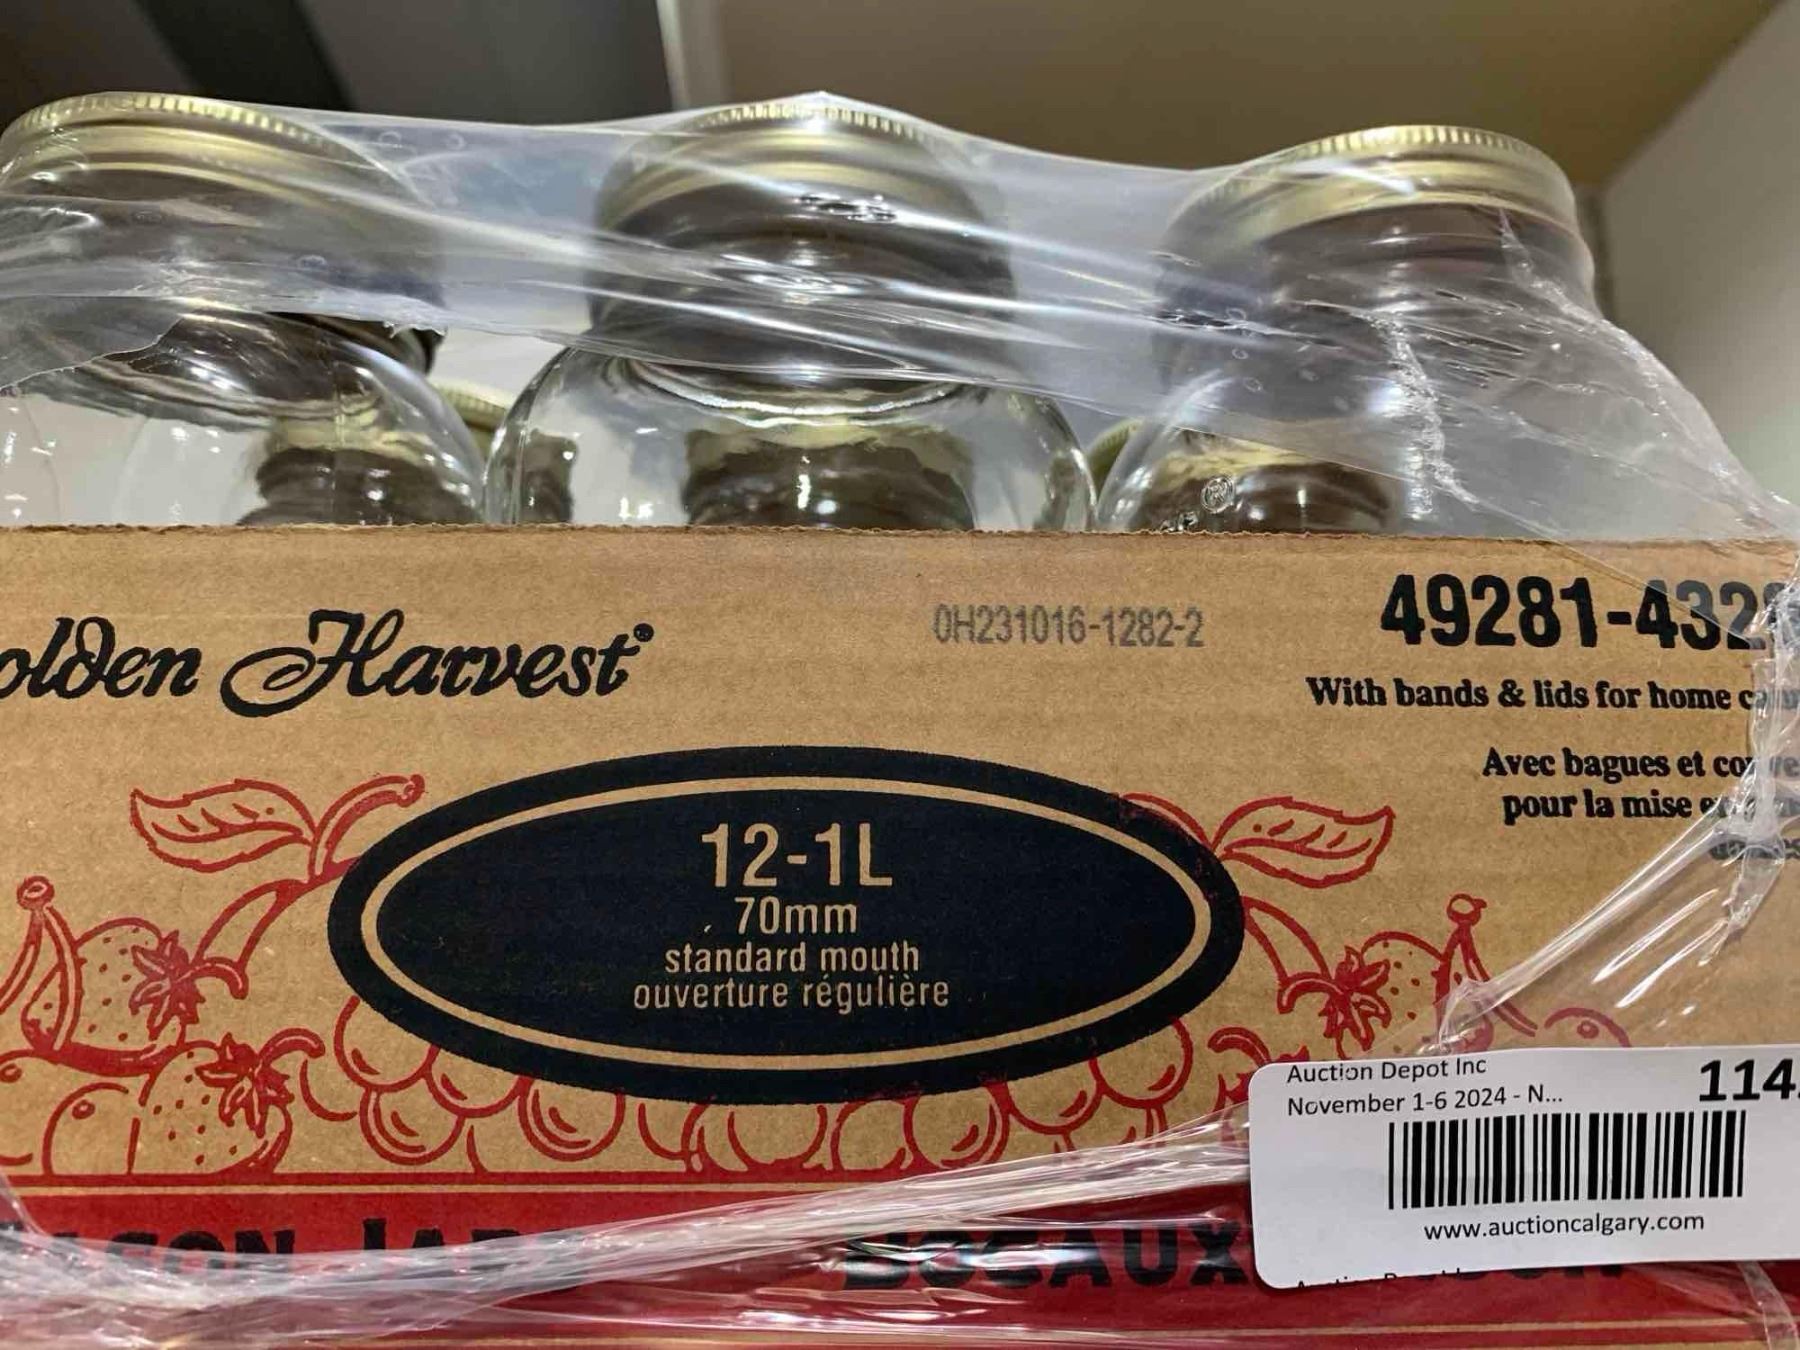 olden Harvest®
0H231016-1282-2
49281-432
With bands & lids for home
Avec bagues et
pour la mise
12-1L
70mm
standard mouth
ouverture régulière
Auction Depot Inc
114
November 1-6 2024 - N...
www.auctioncalgary.com
BOCAUX